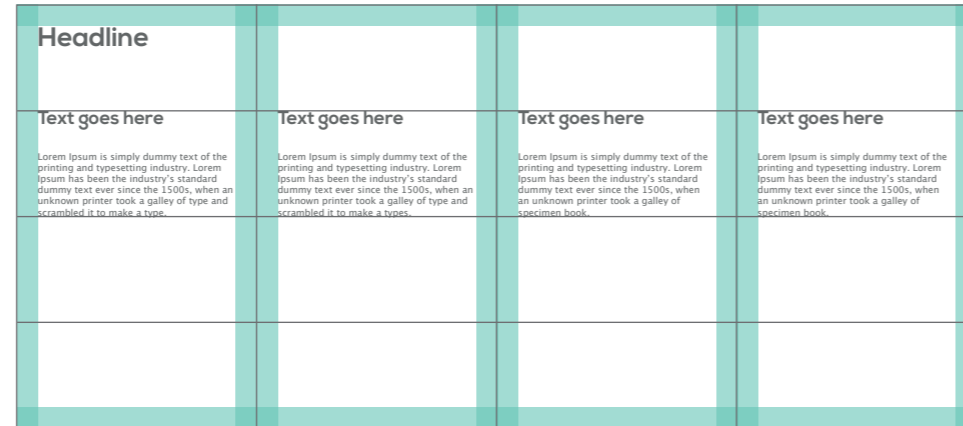 Headline
Text goes here
Lorem Ipsum is simply dummy text of the
printing and typesetting industry. Lorem
Ipsum has been the industry's standard
dummy text ever since the 1500s, when an
unknown printer took a galley of type and
scrambled it to make a type.
Text goes here
Lorem Ipsum is simply dummy text of the
printing and typesetting industry. Lorem
Ipsum has been the industry's standard
dummy text ever since the 1500s, when an
unknown printer took a galley of type and
scrambled it to make a types.
Text goes here
Lorem Ipsum is simply dummy text of the
printing and typesetting industry. Lorem
Ipsum has been the industry's standard
dummy text ever since the 1500s, when
an unknown printer took a galley of
specimen book.
Text goes here
Lorem Ipsum is simply dummy text of the
printing and typesetting industry. Lorem
Ipsum has been the industry's standard
dummy text ever since the 1500s, when
an unknown printer took a galley of
specimen book.